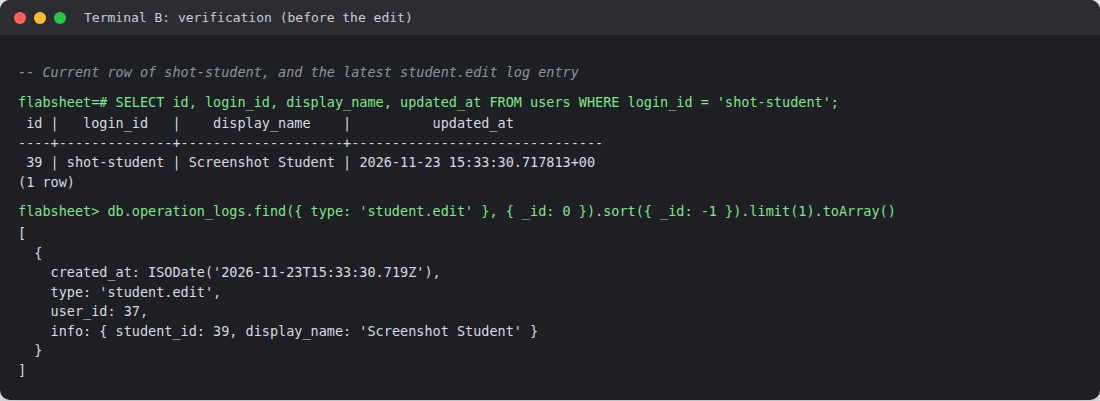 Terminal B: verification (before the edit)
-- Current row of shot-student, and the latest student.edit log entry
flabsheet=# SELECT id, login_id, display_name, updated_at FROM users WHERE login_id = 'shot-student';
 id |   login_id   |    display_name    |          updated_at
----+--------------+--------------------+-------------------------------
 39 | shot-student | Screenshot Student | 2026-11-23 15:33:30.717813+00
(1 row)
flabsheet> db.operation_logs.find({ type: 'student.edit' }, { _id: 0 }).sort({ _id: -1 }).limit(1).toArray()
[
  {
    created_at: ISODate('2026-11-23T15:33:30.719Z'),
    type: 'student.edit',
    user_id: 37,
    info: { student_id: 39, display_name: 'Screenshot Student' }
  }
]